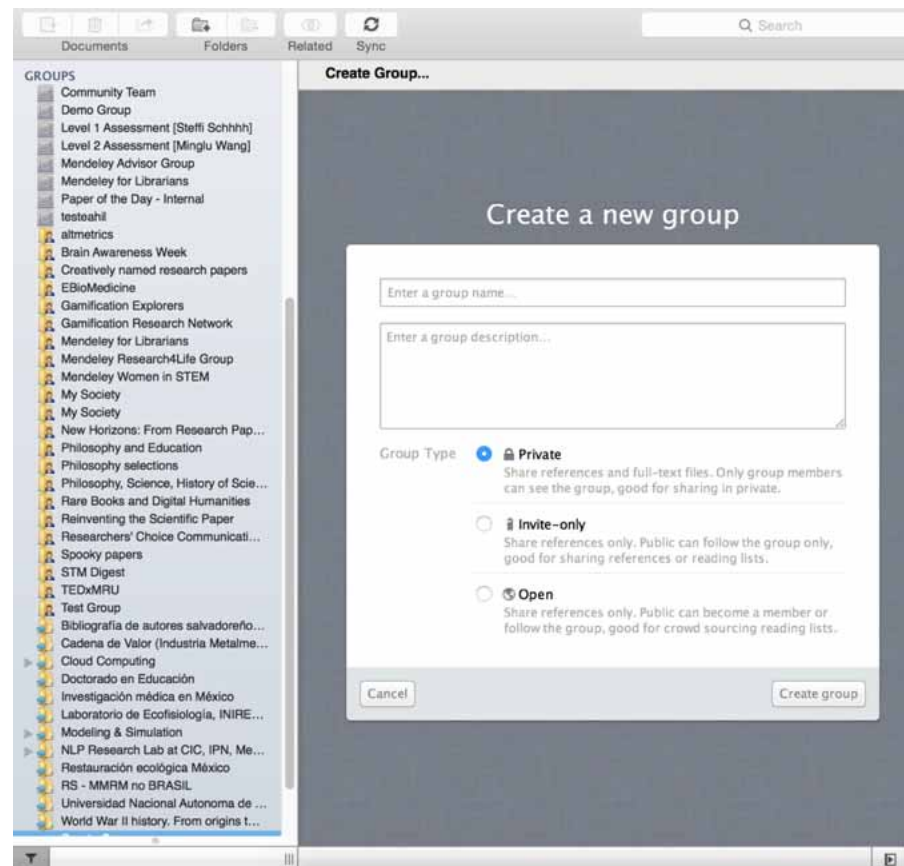 Search
Documents
Folders
Related
Sync
GROUPS
Community Team
Demo Group
Level 1 Assessment [Steffi Schhhh]
Level 2 Assessment [Minglu Wang]
Mendeley Advisor Group
Mendeley for Librarians
Paper of the Day - Internal
testeahil
altmetrics
Brain Awareness Week
Creatively named research papers
EBioMedicine
Gamification Explorers
Gamification Research Network
Mendeley for Librarians
Mendeley Research4Life Group
Mendeley Women in STEM
My Society
My Society
New Horizons: From Research Pap...
Philosophy and Education
Philosophy selections
Philosophy, Science, History of Scie...
Rare Books and Digital Humanities
Reinventing the Scientific Paper
Researchers' Choice Communicati...
Spooky papers
STM Digest
TEDxMRU
Test Group
Bibliografía de autores salvadoreño...
Cadena de Valor (Industria Metalme...
Cloud Computing
Doctorado en Educación
Investigación médica en México
Laboratorio de Ecofisiología, INIRE...
Modeling & Simulation
NLP Research Lab at CIC, IPN, Me...
Restauración ecológica México
RS - MMRM no BRASIL
Universidad Nacional Autonoma de ...
World War II history. From origins t...
Create Group...
Create a new group
Enter a group name...
Enter a group description...
Group Type
Private
Share references and full-text files. Only group members
can see the group, good for sharing in private.
Invite-only
Share references only. Public can follow the group only,
good for sharing references or reading lists.
Open
Share references only. Public can become a member or
follow the group, good for crowd sourcing reading lists.
Cancel
Create group